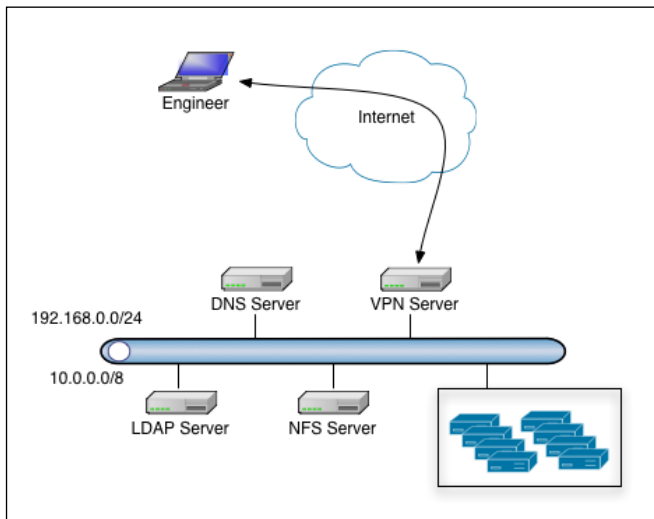 Engineer
Internet
DNS Server
VPN Server
192.168.0.0/24
10.0.0.0/8
LDAP Server
NFS Server